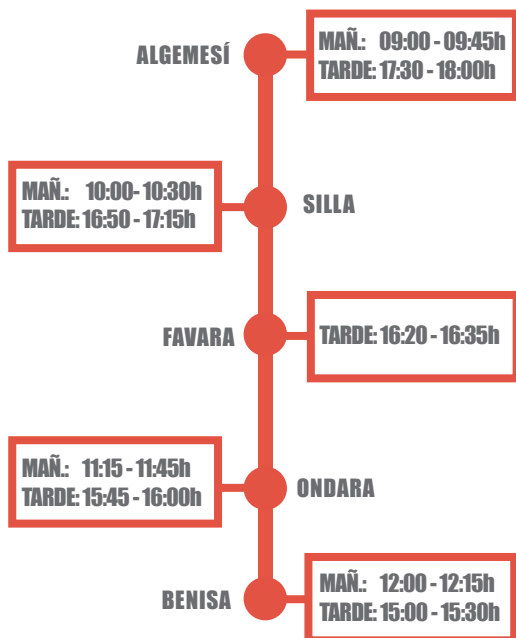 ALGEMESÍ
MAÑ.: 09:00 - 09:45h
TARDE: 17:30 - 18:00h
MAÑ.: 10:00- 10:30h
TARDE: 16:50 - 17:15h
SILLA
FAVARA
TARDE: 16:20 - 16:35h
MAÑ.: 11:15 - 11:45h
TARDE: 15:45 - 16:00h
ONDARA
BENISA
MAÑ.: 12:00 - 12:15h
TARDE: 15:00 - 15:30h